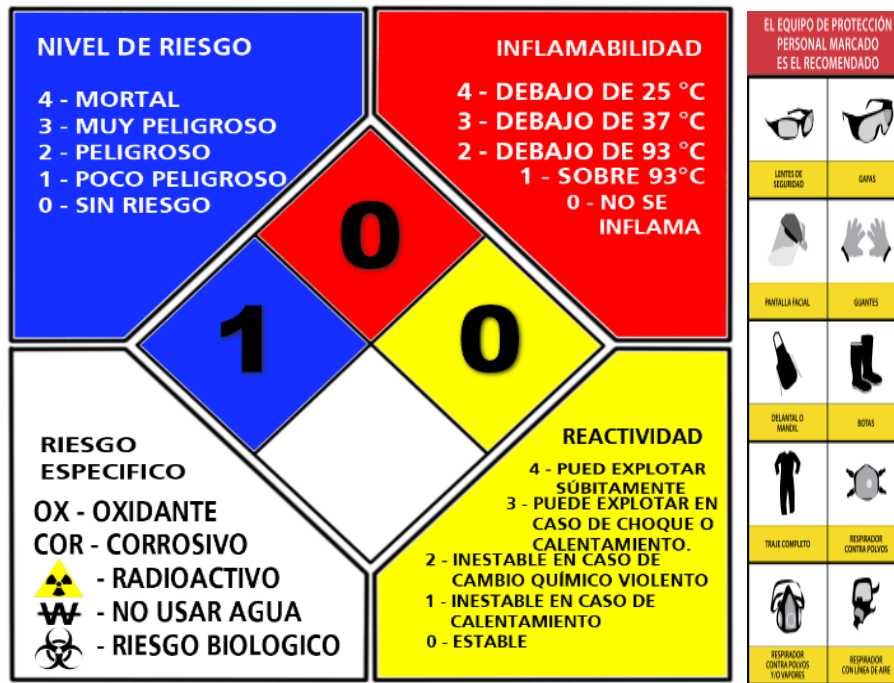 NIVEL DE RIESGO
4 - MORTAL
3 - MUY PELIGROSO
2 - PELIGROSO
1 - POCO PELIGROSO
0 - SIN RIESGO
INFLAMABILIDAD
4 - DEBAJO DE 25 °C
3 - DEBAJO DE 37 °C
2 - DEBAJO DE 93 °C
1 - SOBRE 93°C
0 - NO SE
INFLAMA
0
1
0
RIESGO
ESPECIFICO
OX - OXIDANTE
COR - CORROSIVO
- RADIOACTIVO
W - NO USAR AGUA
- RIESGO BIOLOGICO
REACTIVIDAD
4 - PUED EXPLOTAR
SÚBITAMENTE
3 - PUEDE EXPLOTAR EN
CASO DE CHOQUE O
CALENTAMIENTO.
2 - INESTABLE EN CASO DE
CAMBIO QUÍMICO VIOLENTO
1 - INESTABLE EN CASO DE
CALENTAMIENTO
0 - ESTABLE
EL EQUIPO DE PROTECCIÓN
PERSONAL MARCADO
ES EL RECOMENDADO
LENTES DE
SEGURIDAD
GAFAS
PANTALLA FACIAL
GUANTES
DELANTAL O
MANDIL
BOTAS
TRAJE COMPLETO
RESPIRADOR
CONTRA POLVOS
RESPIRADOR
CONTRA POLVOS
Y/O VAPORES
RESPIRADOR
CON LÍNEA DE AIRE